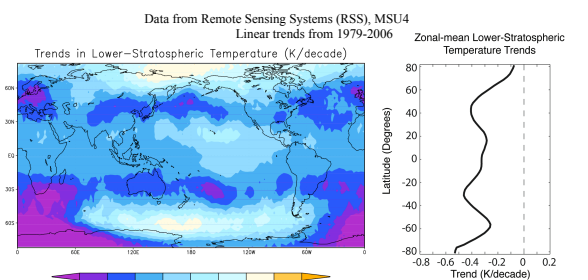 Data from Remote Sensing Systems (RSS), MSU4
Linear trends from 1979-2006
Trends in Lower-Stratospheric Temperature (K/decade)
60N
30N
EQ
30S
60S
0
60E
120E
180
120W
60W
0
Zonal-mean Lower-Stratospheric
Temperature Trends
Latitude (Degrees)
80
60
40
20
0
-20
-40
-60
-80
-0.8 -0.6 -0.4 -0.2 0 0.2
Trend (K/decade)